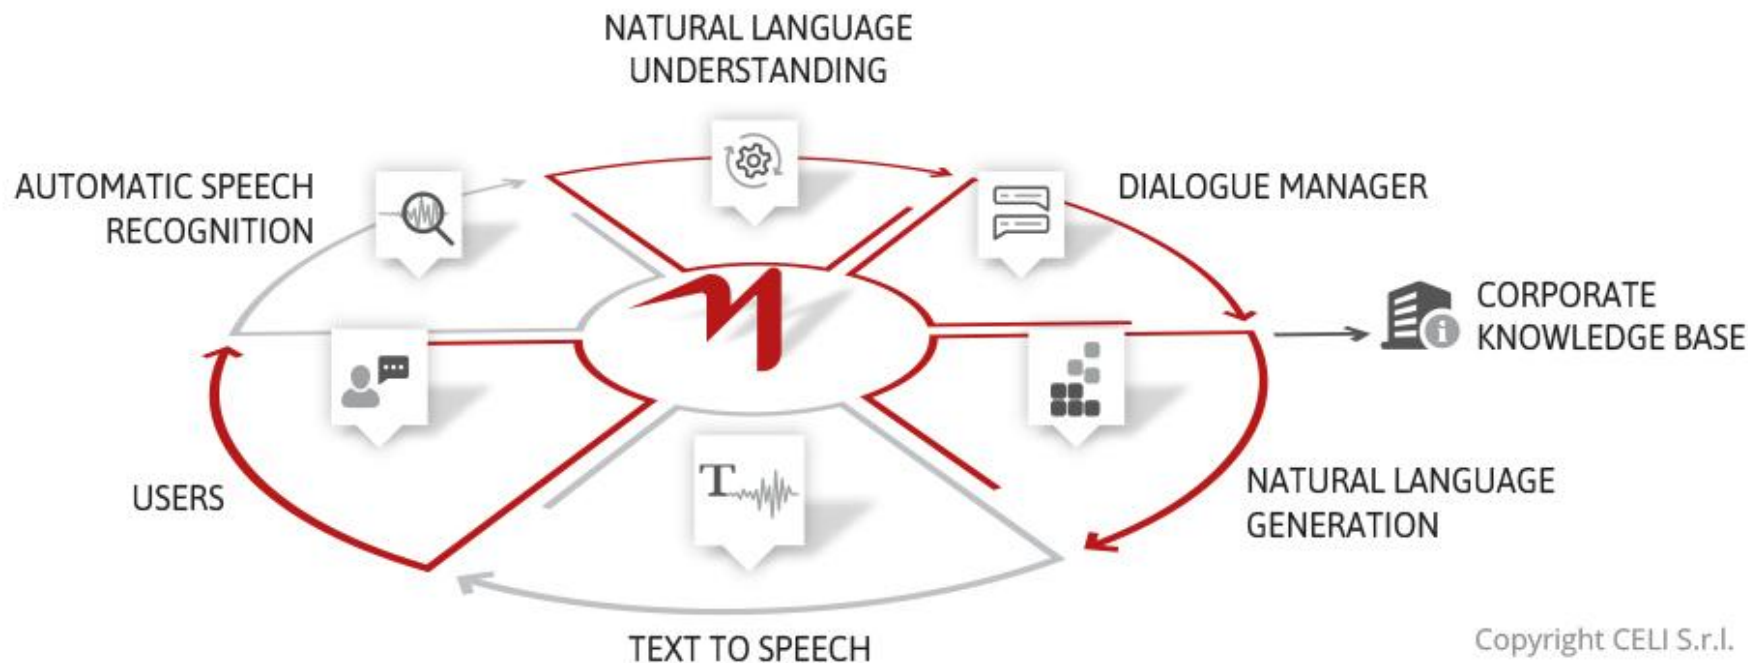 NATURAL LANGUAGE
UNDERSTANDING
AUTOMATIC SPEECH
RECOGNITION
DIALOGUE MANAGER
CORPORATE
KNOWLEDGE BASE
USERS
T
NATURAL LANGUAGE
GENERATION
TEXT TO SPEECH
Copyright CELI S.r.l.